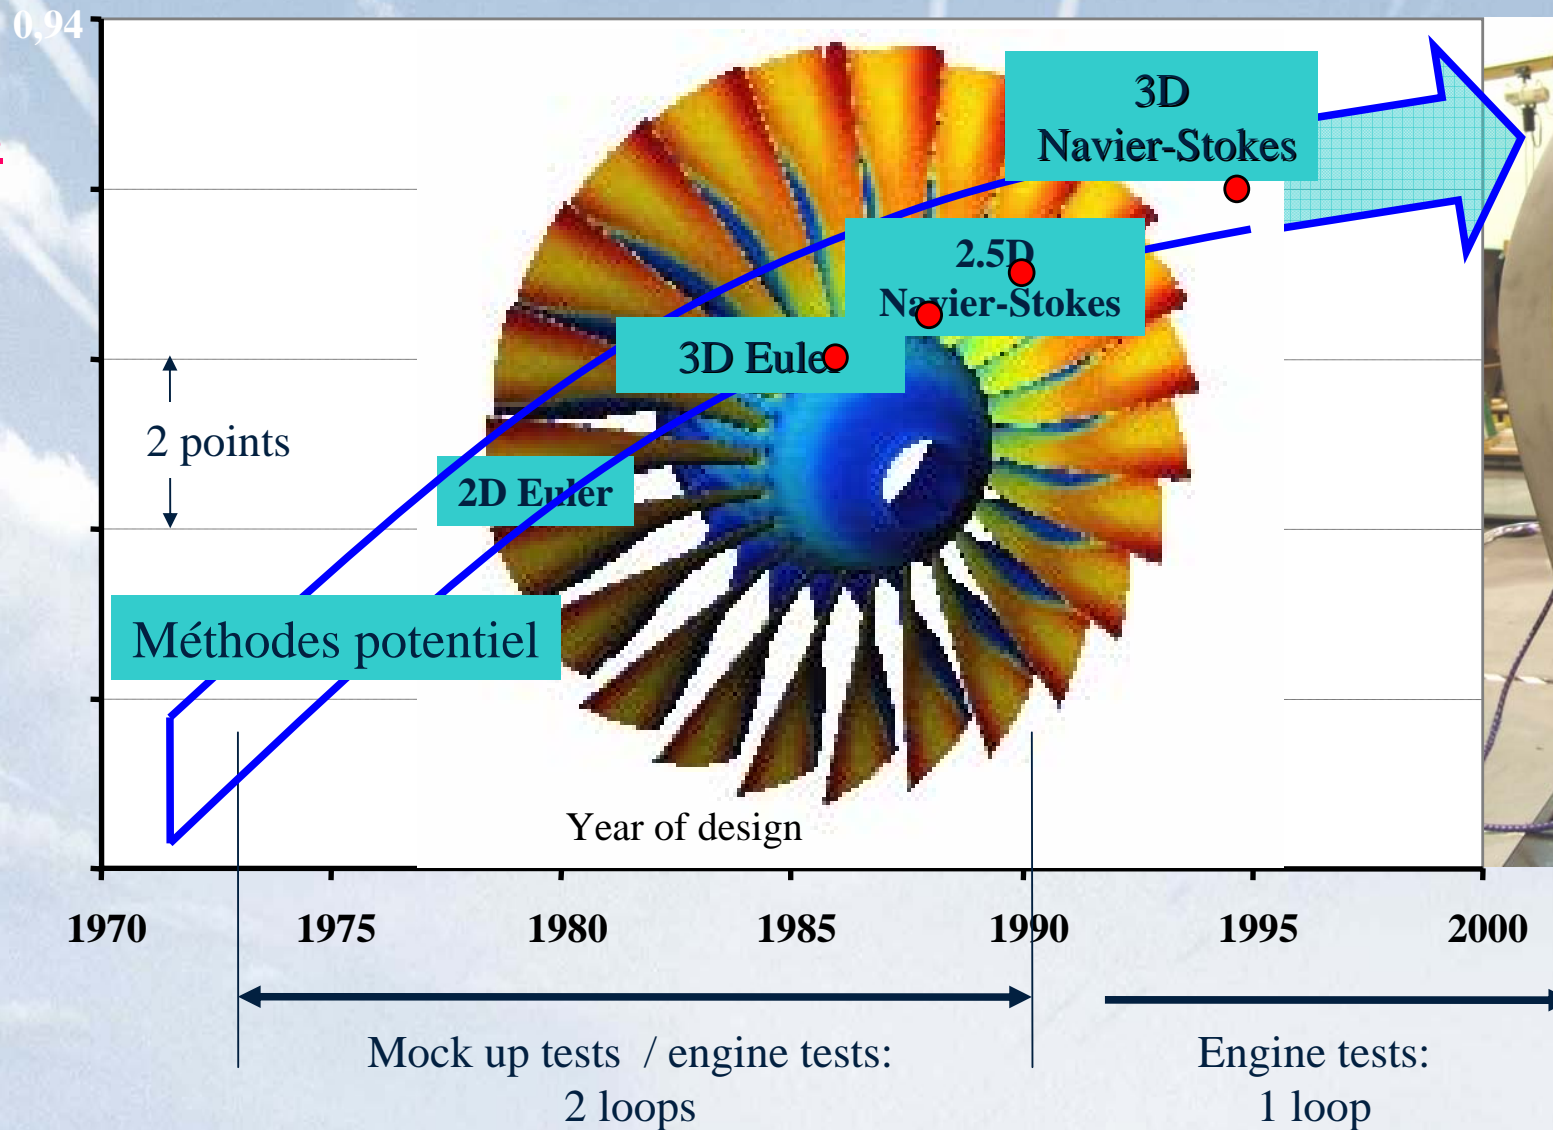 0,94
3D
Navier-Stokes
2.5D
Navier-Stokes
3D Euler
2 points
2D Euler
Méthodes potentiel
Year of design
1970 1975 1980 1985 1990 1995 2000
Mock up tests / engine tests:
2 loops
Engine tests:
1 loop